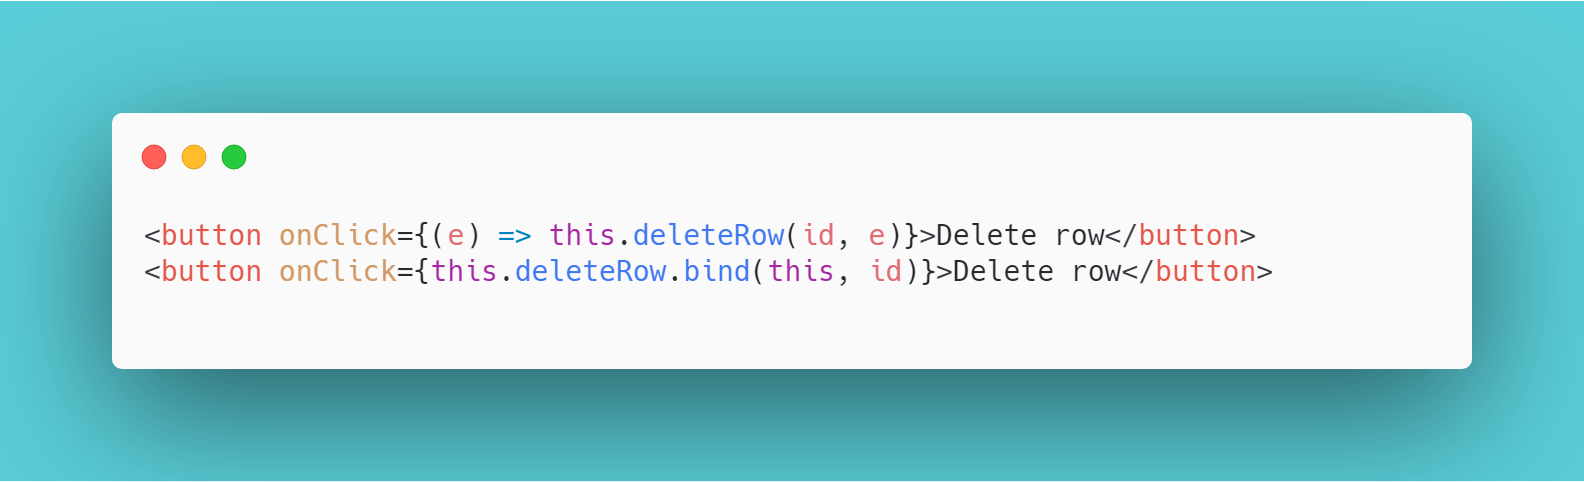 <button onClick={(e) => this.deleteRow(id, e)}>Delete row</button>
<button onClick={this.deleteRow.bind(this, id)}>Delete row</button>